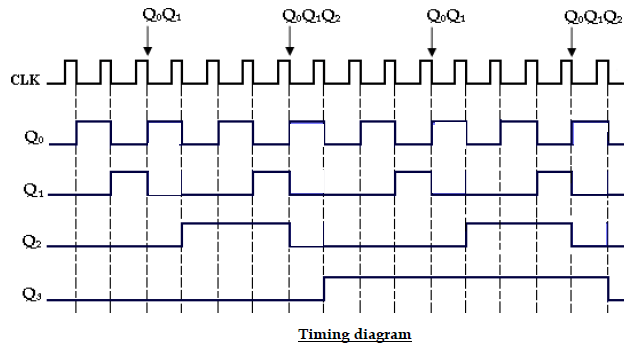 Q₀Q₁ Q₀Q₁Q₂ Q₀Q₁ Q₀Q₁Q₂
CLK
Q₀
Q₁
Q₂
Q₃
Timing diagram